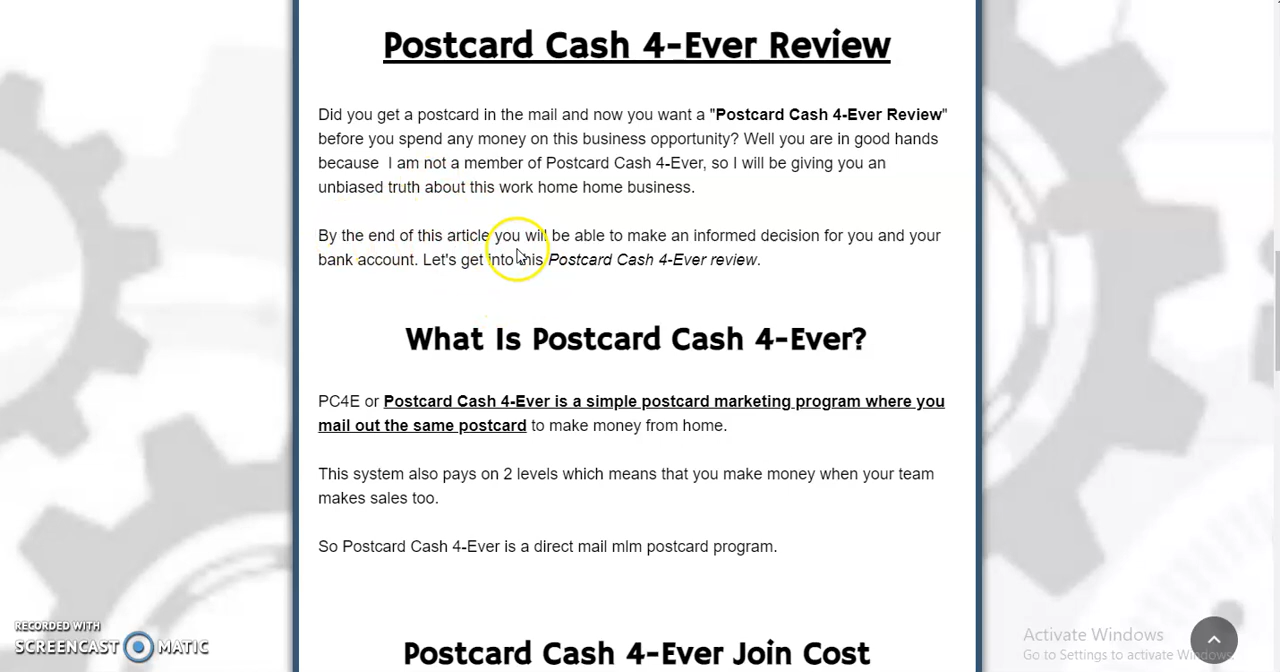 Postcard Cash 4-Ever Review
Did you get a postcard in the mail and now you want a "Postcard Cash 4-Ever Review"
before you spend any money on this business opportunity? Well you are in good hands
because I am not a member of Postcard Cash 4-Ever, so I will be giving you an
unbiased truth about this work home home business.
By the end of this article you will be able to make an informed decision for you and your
bank account. Let's get into this Postcard Cash 4-Ever review.
What Is Postcard Cash 4-Ever?
PC4E or Postcard Cash 4-Ever is a simple postcard marketing program where you
mail out the same postcard to make money from home.
This system also pays on 2 levels which means that you make money when your team
makes sales too.
So Postcard Cash 4-Ever is a direct mail mlm postcard program.
Postcard Cash 4-Ever Join Cost
RECORDED WITH
SCREENCAST MATIC
Activate Windows
Go to Settings to activate Windows.